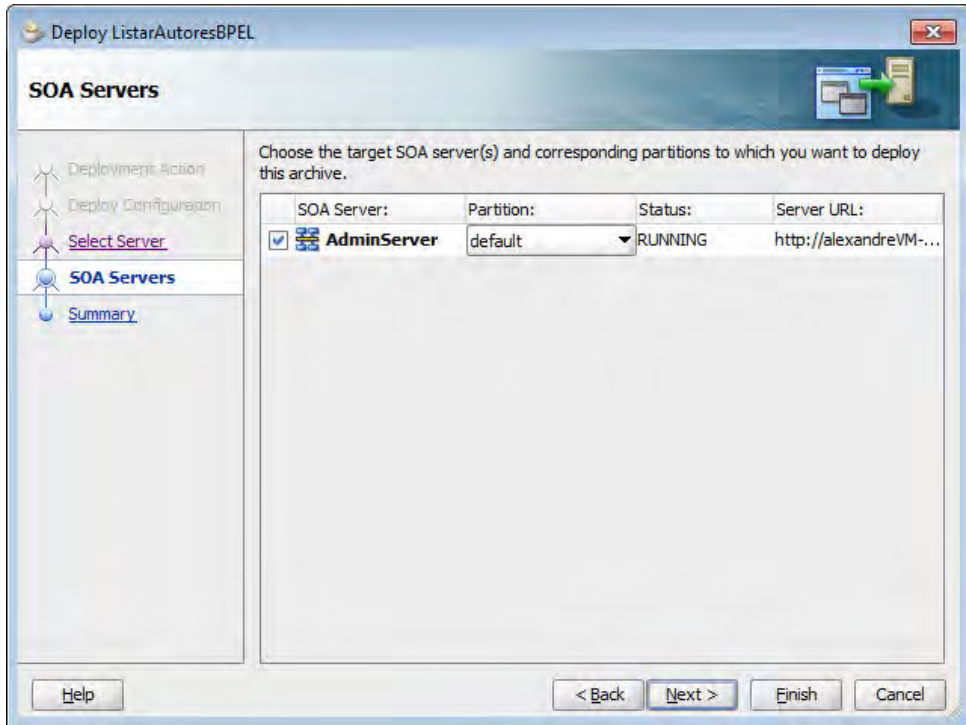 Deploy ListarAutoresBPEL
SOA Servers
Deployment Action
Deploy Configuration
Select Server
SOA Servers
Summary
Choose the target SOA server(s) and corresponding partitions to which you want to deploy
this archive.
SOA Server: Partition: Status: Server URL:
AdminServer default RUNNING http://alexandreVM-...
Help < Back Next > Finish Cancel